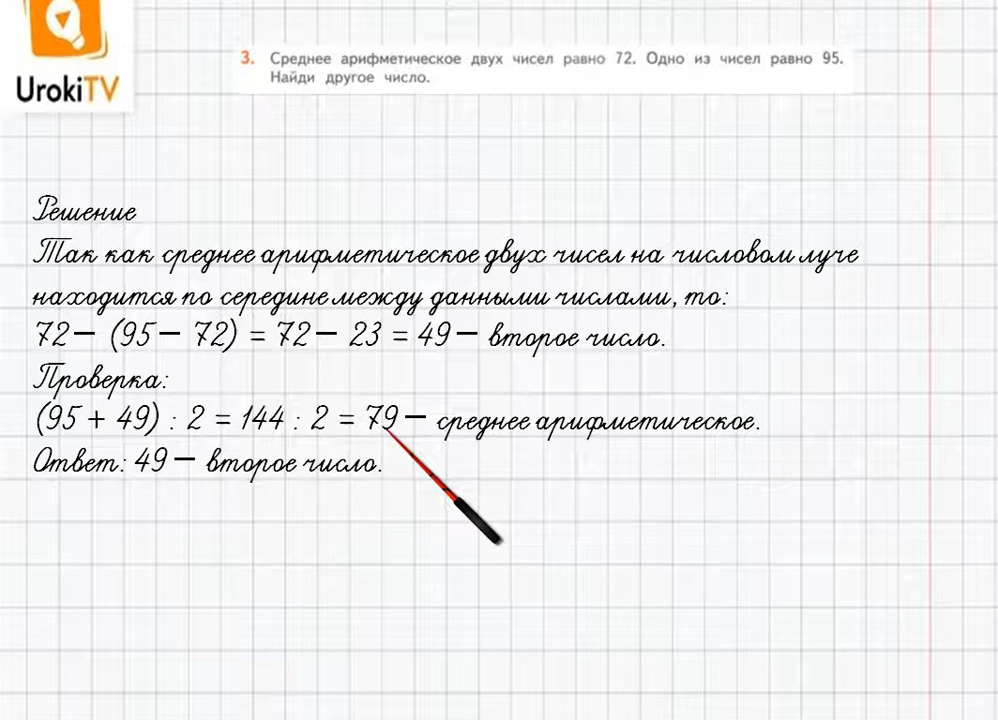 UrokiTV
3. Среднее арифметическое двух чисел равно 72. Одно из чисел равно 95.
Найди другое число.
Решение
Так как среднее арифметическое двух чисел на числовом луче
находится по середине между данными числами, то:
72 – (95 – 72) = 72 – 23 = 49 – второе число.
Проверка:
(95 + 49) : 2 = 144 : 2 = 79 – среднее арифметическое.
Ответ: 49 – второе число.